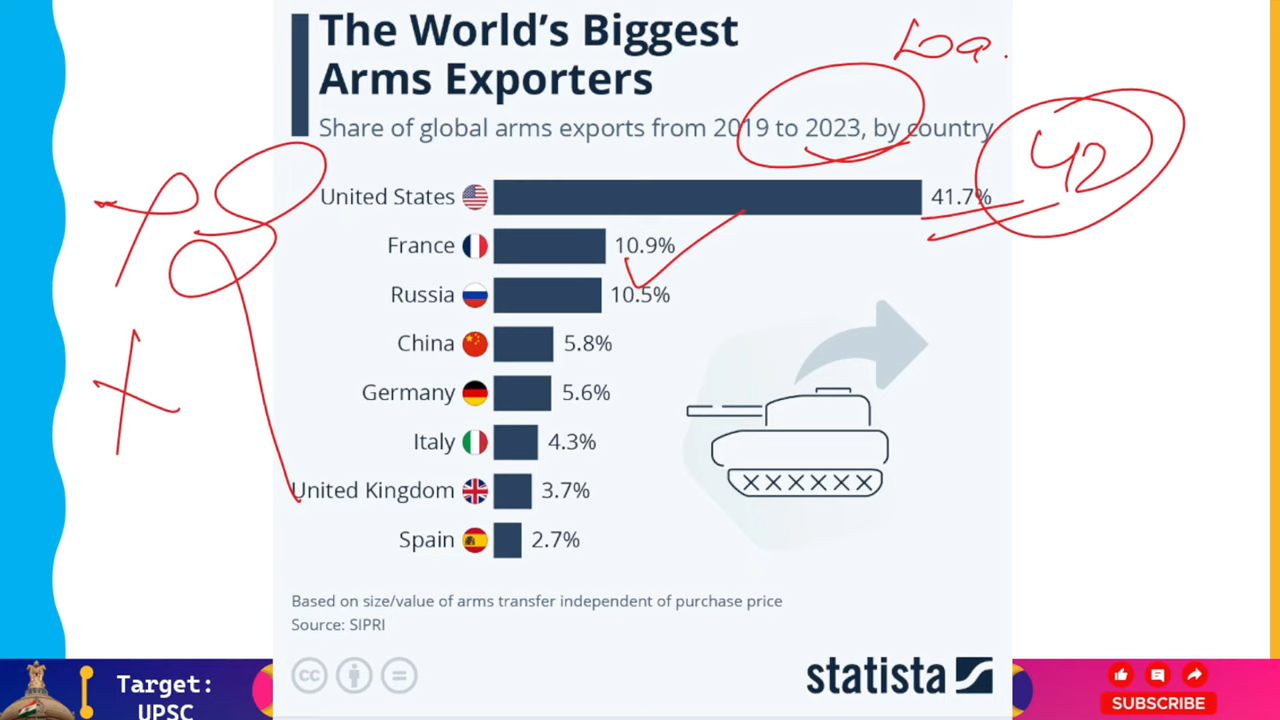 The World's Biggest
Arms Exporters
Share of global arms exports from 2019 to 2023, by country
42
United States 41.7%
France 10.9%
Russia 10.5%
China 5.8%
Germany 5.6%
Italy 4.3%
United Kingdom 3.7%
Spain 2.7%
Based on size/value of arms transfer independent of purchase price
Source: SIPRI
cc
statista
Target:
UPSC
SUBSCRIBE